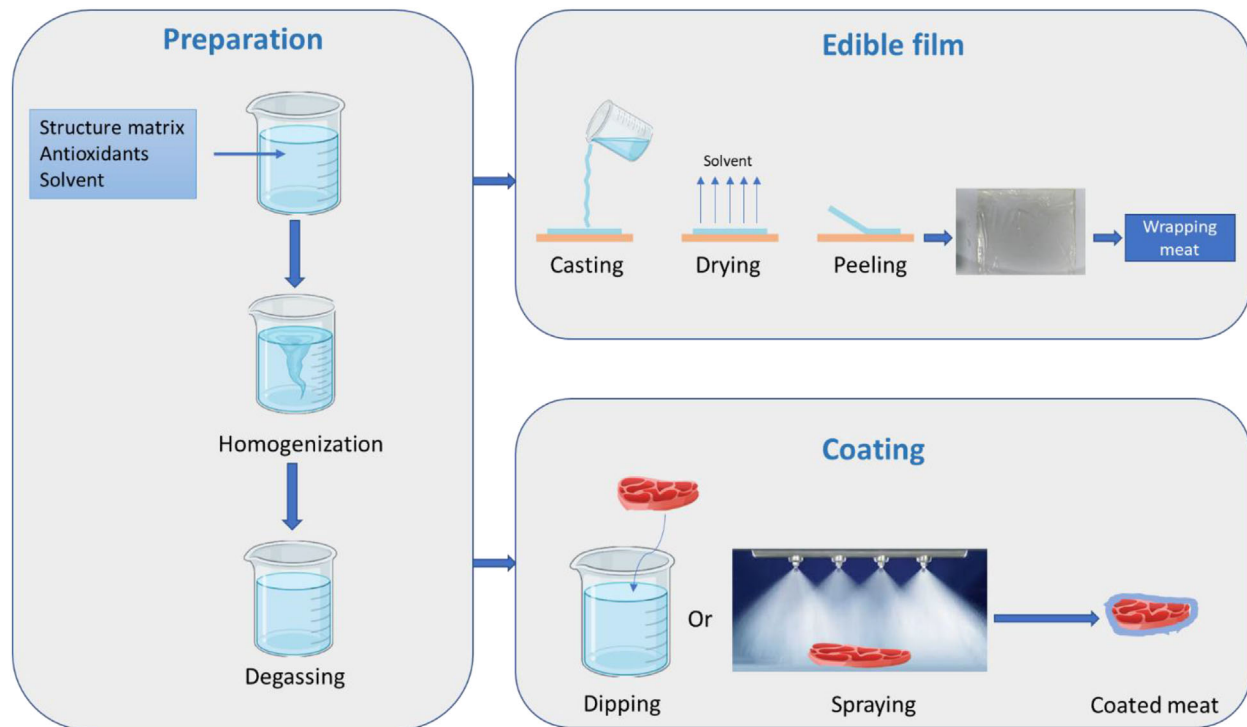 Preparation
Structure matrix
Antioxidants
Solvent
Homogenization
Degassing
Edible film
Solvent
Casting
Drying
Peeling
Wrapping
meat
Coating
Or
Dipping
Spraying
Coated meat